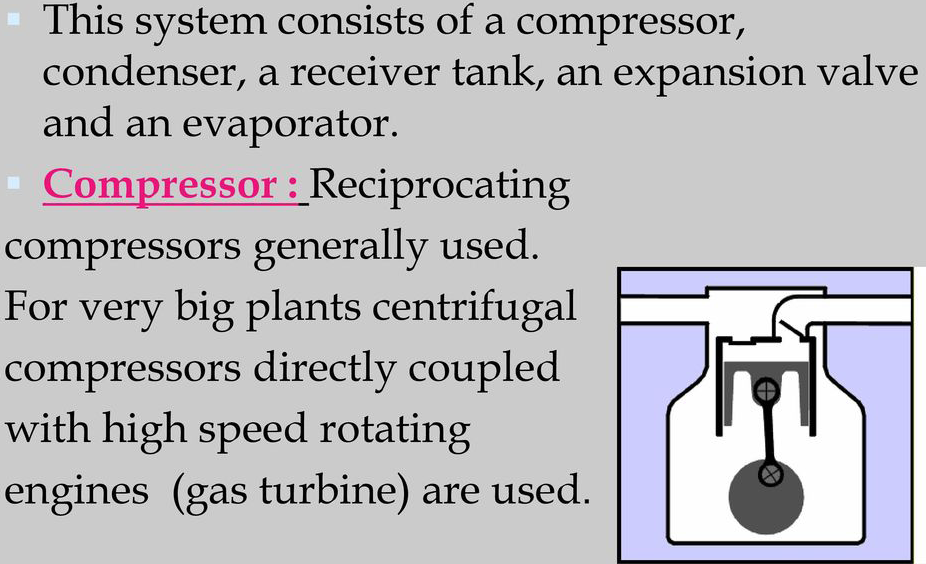 This system consists of a compressor,
condenser, a receiver tank, an expansion valve
and an evaporator.
Compressor : Reciprocating
compressors generally used.
For very big plants centrifugal
compressors directly coupled
with high speed rotating
engines (gas turbine) are used.